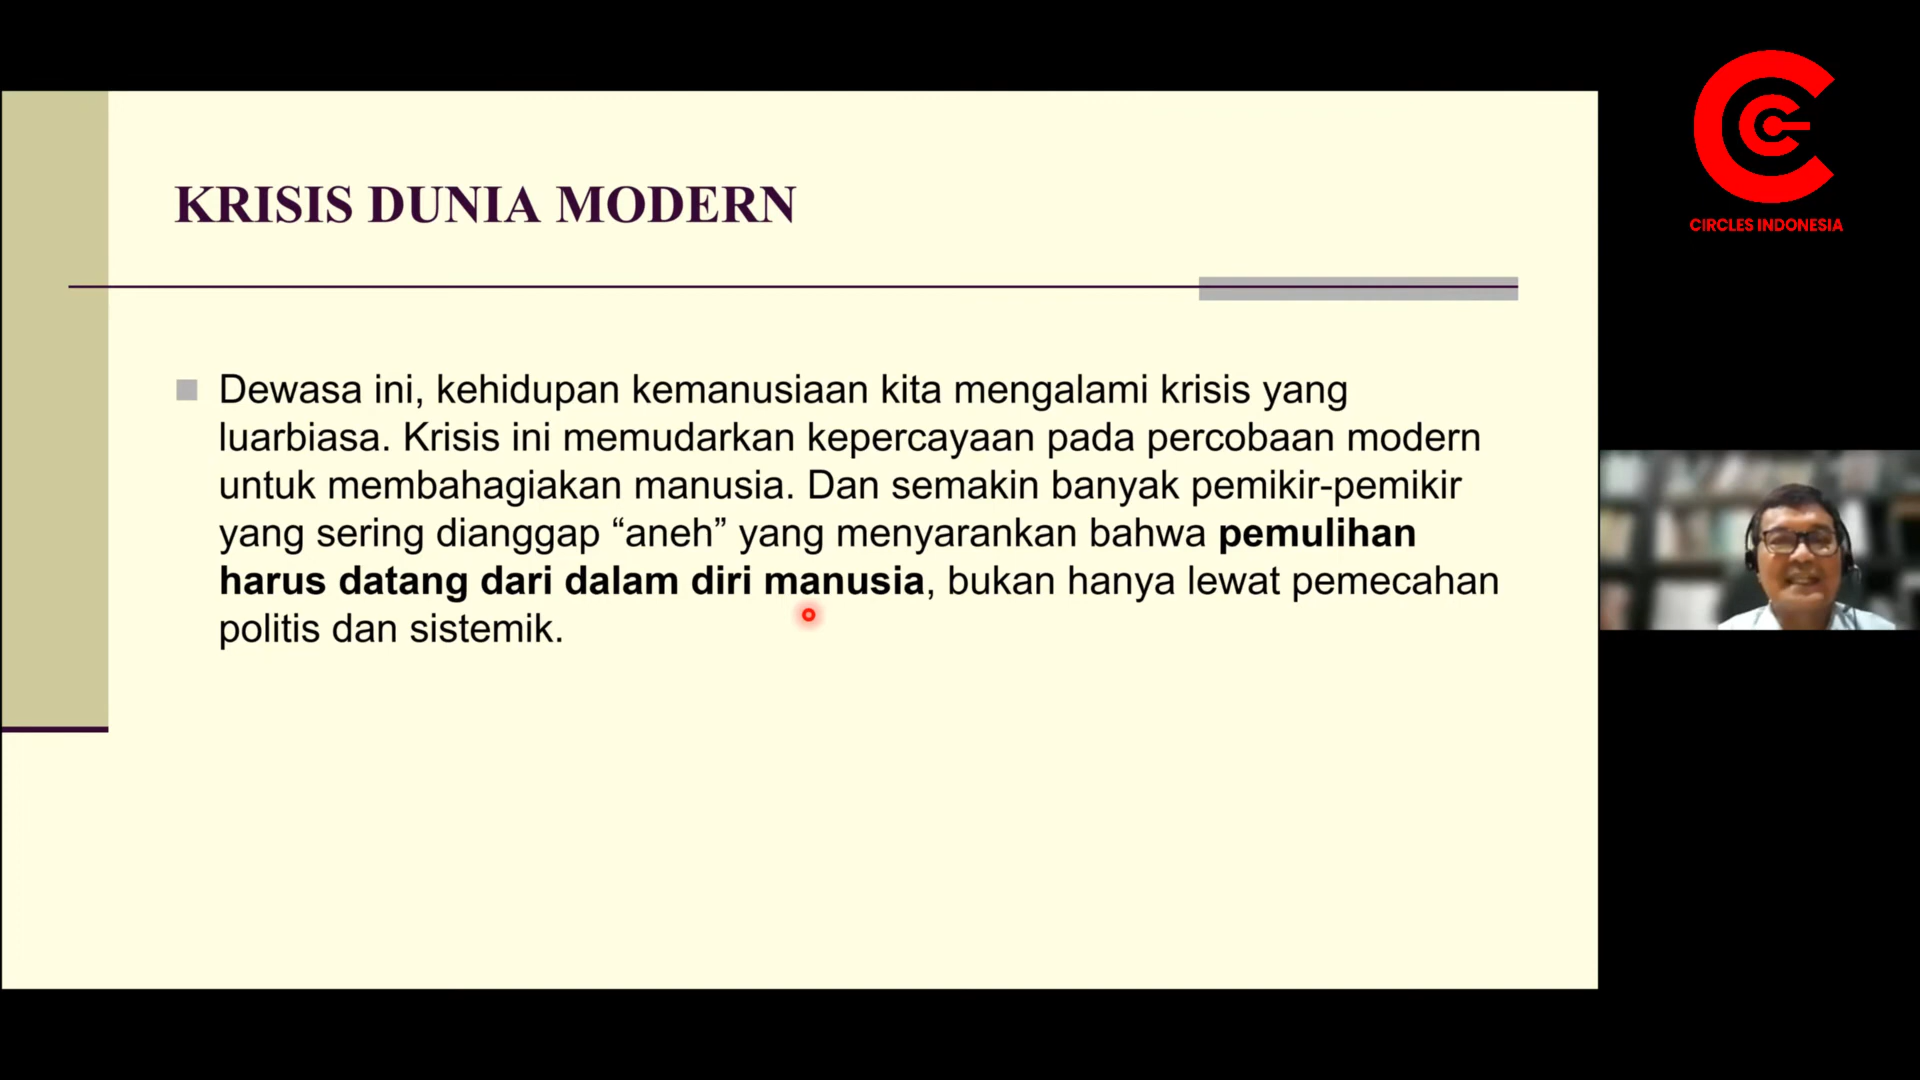 KRISIS DUNIA MODERN
Dewasa ini, kehidupan kemanusiaan kita mengalami krisis yang
luarbiasa. Krisis ini memudarkan kepercayaan pada percobaan modern
untuk membahagiakan manusia. Dan semakin banyak pemikir-pemikir
yang sering dianggap “aneh” yang menyarankan bahwa pemulihan
harus datang dari dalam diri manusia, bukan hanya lewat pemecahan
politis dan sistemik.
CIRCLES INDONESIA